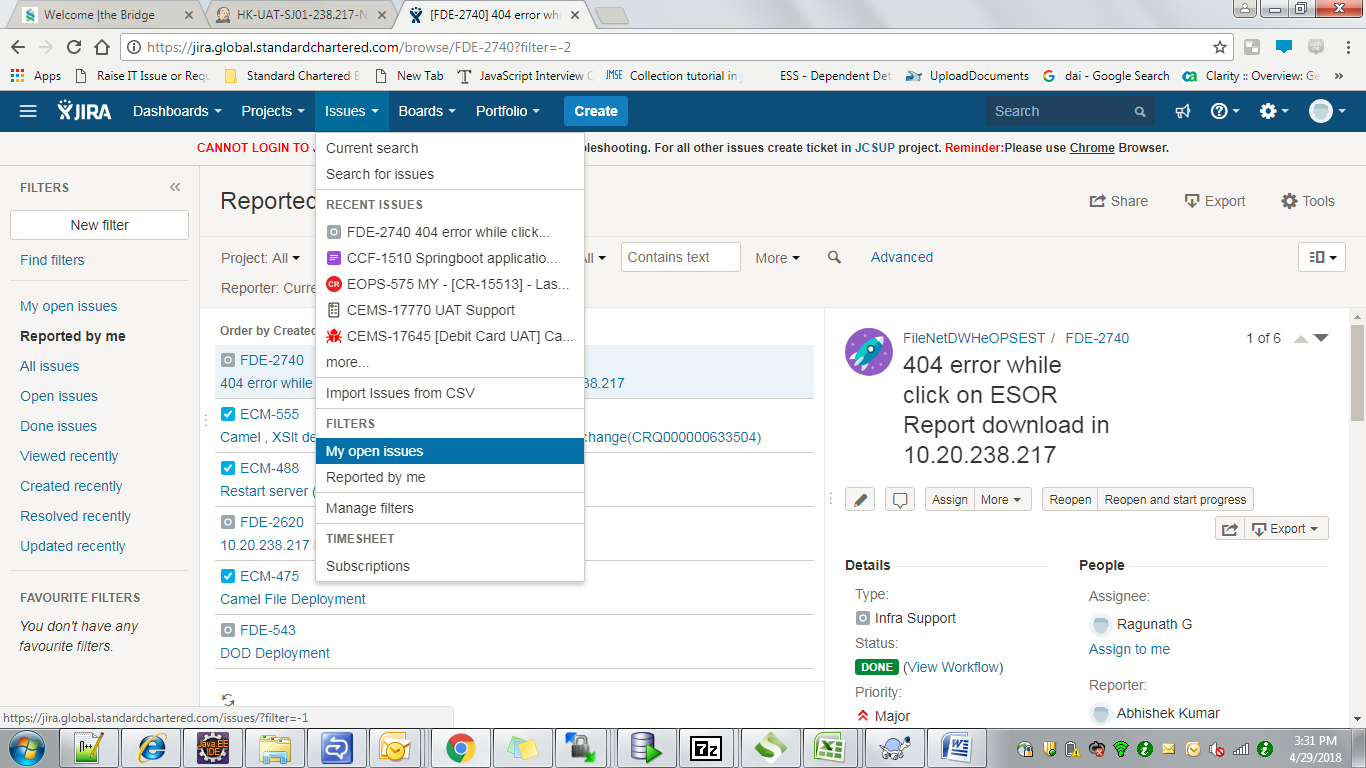 Welcome |the Bridge
HK-UAT-SJ01-238.217-N
[FDE-2740] 404 error whi
https://jira.global.standardchartered.com/browse/FDE-2740?filter=-2
Apps
Raise IT Issue or Requ
Standard Chartered B
New Tab
JavaScript Interview C
JMSE Collection tutorial in j
ESS - Dependent Deta
UploadDocuments
dai - Google Search
Clarity :: Overview: Ge
JIRA
Dashboards
Projects
Issues
Boards
Portfolio
Create
Search
CANNOT LOGIN TO J
bleshooting. For all other issues create ticket in JCSUP project. Reminder:Please use Chrome Browser.
FILTERS
New filter
Find filters
My open issues
Reported by me
All issues
Open issues
Done issues
Viewed recently
Created recently
Resolved recently
Updated recently
FAVOURITE FILTERS
You don't have any
favourite filters.
Current search
Search for issues
RECENT ISSUES
FDE-2740 404 error while click...
CCF-1510 Springboot applicatio...
CR EOPS-575 MY - [CR-15513] - Las...
CEMS-17770 UAT Support
CEMS-17645 [Debit Card UAT] Ca...
more...
Import Issues from CSV
FILTERS
My open issues
Reported by me
Manage filters
TIMESHEET
Subscriptions
Reported
Share
Export
Tools
Project: All
All
Contains text
More
Advanced
Reporter: Curre
Order by Created
FDE-2740
404 error while
38.217
ECM-555
Camel , XSlt de
change(CRQ000000633504)
ECM-488
Restart server (
FDE-2620
10.20.238.217
ECM-475
Camel File Deployment
FDE-543
DOD Deployment
FileNetDWHeOPSEST / FDE-2740
1 of 6
404 error while
click on ESOR
Report download in
10.20.238.217
Assign
More
Reopen
Reopen and start progress
Export
Details
Type:
Infra Support
Status:
DONE (View Workflow)
Priority:
Major
People
Assignee:
Ragunath G
Assign to me
Reporter:
Abhishek Kumar
https://jira.global.standardchartered.com/issues/?filter=-1
3:31 PM
4/29/2018